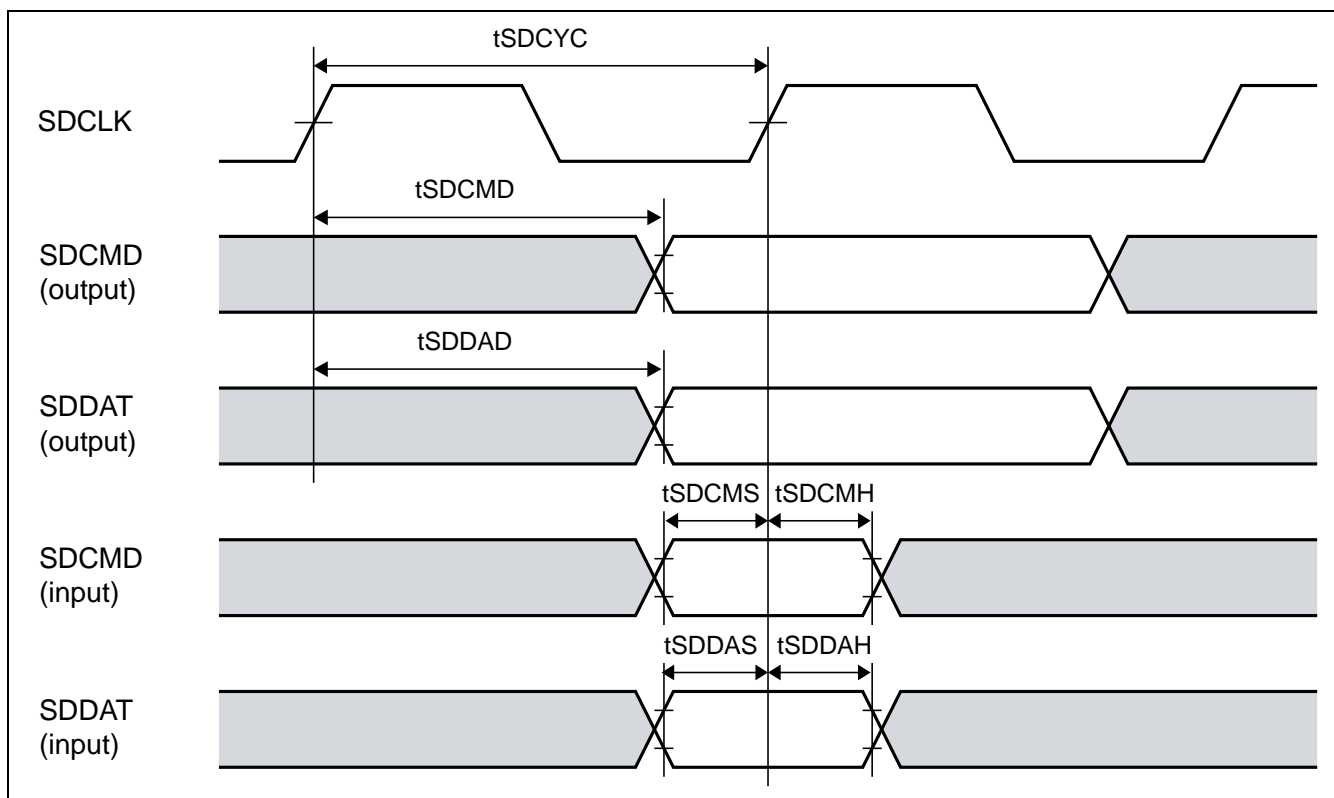 tSDCYC
SDCLK
tSDCMD
SDCMD
(output)
tSDDAD
SDDAT
(output)
tSDCMS tSDCMH
SDCMD
(input)
tSDDAS tSDDAH
SDDAT
(input)